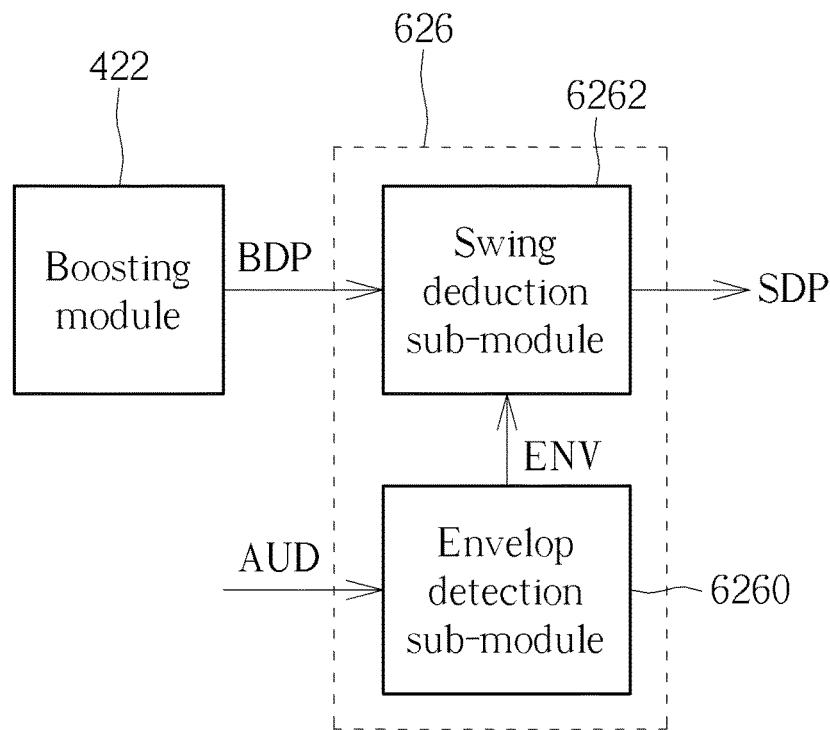 626
422
6262
Boosting
module
BDP
Swing
deduction
sub-module
SDP
ENV
AUD
Envelop
detection
sub-module
6260